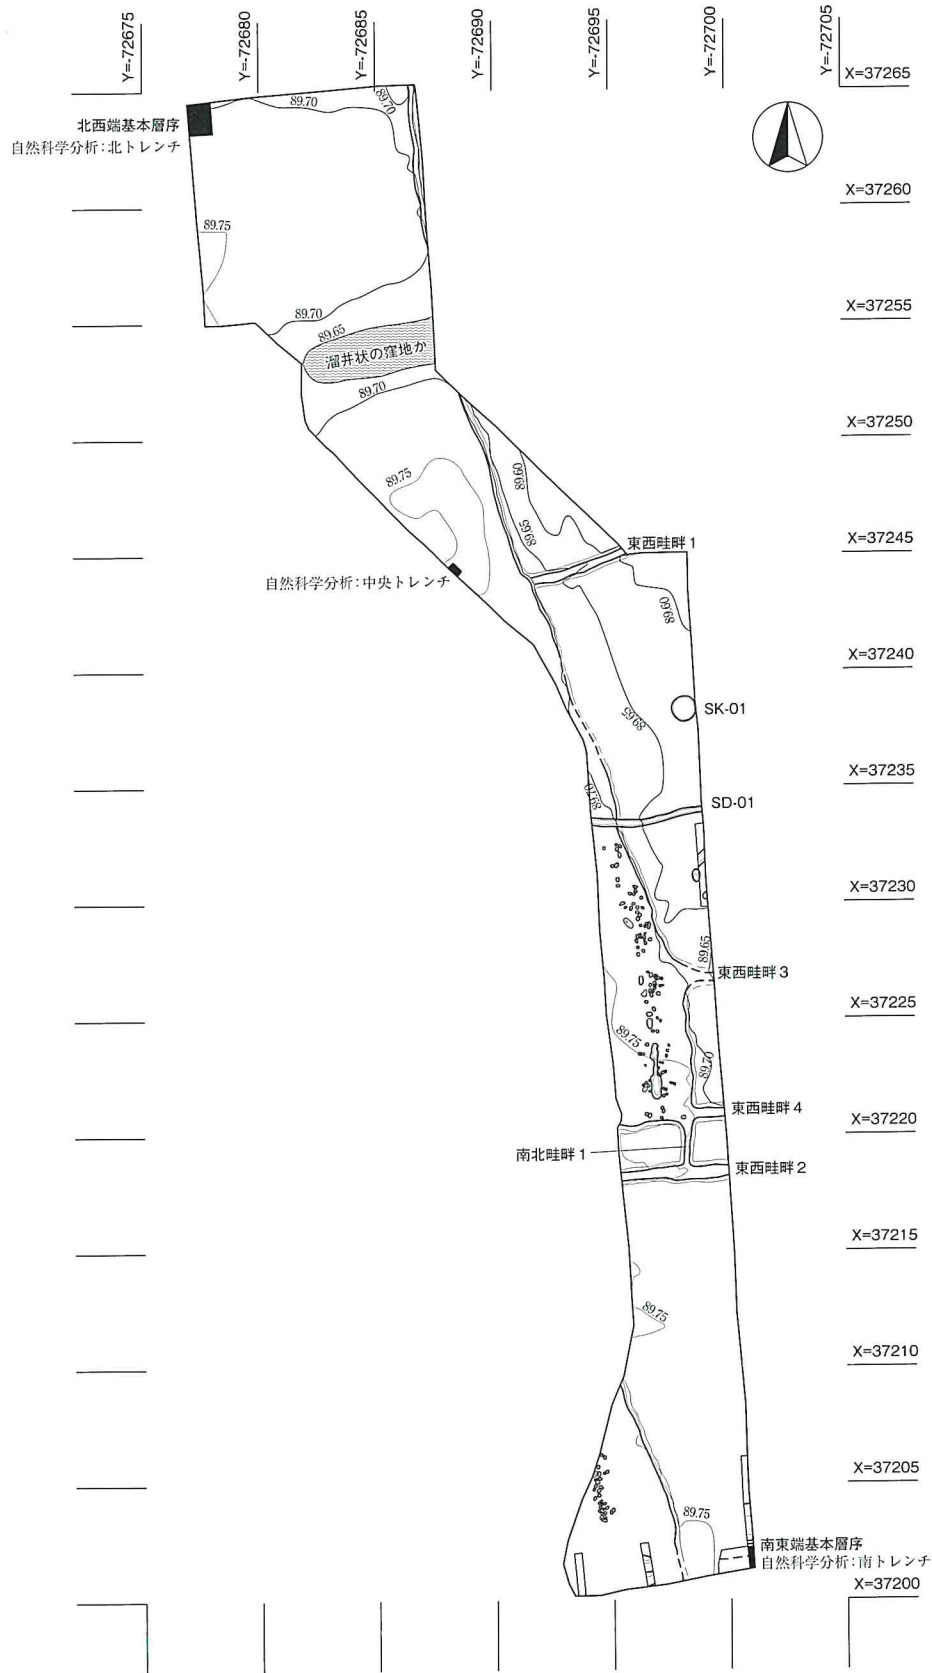 Y=-72675
Y=-72680
Y=-72685
Y=-72690
Y=-72695
Y=-72700
Y=-72705
X=37265
89.70
89.70
北西端基本層序
自然科学分析:北トレンチ
X=37260
89.75
X=37255
89.70
89.65
溜井状の窪地か
89.70
X=37250
89.75
89.60
89.65
東西畦畔1
X=37245
自然科学分析:中央トレンチ
89.60
X=37240
SK-01
89.65
X=37235
89.70
SD-01
X=37230
89.65
東西畦畔3
X=37225
89.75
89.70
東西畦畔4
X=37220
南北畦畔1
東西畦畔2
X=37215
89.75
X=37210
X=37205
89.75
南東端基本層序
自然科学分析:南トレンチ
X=37200